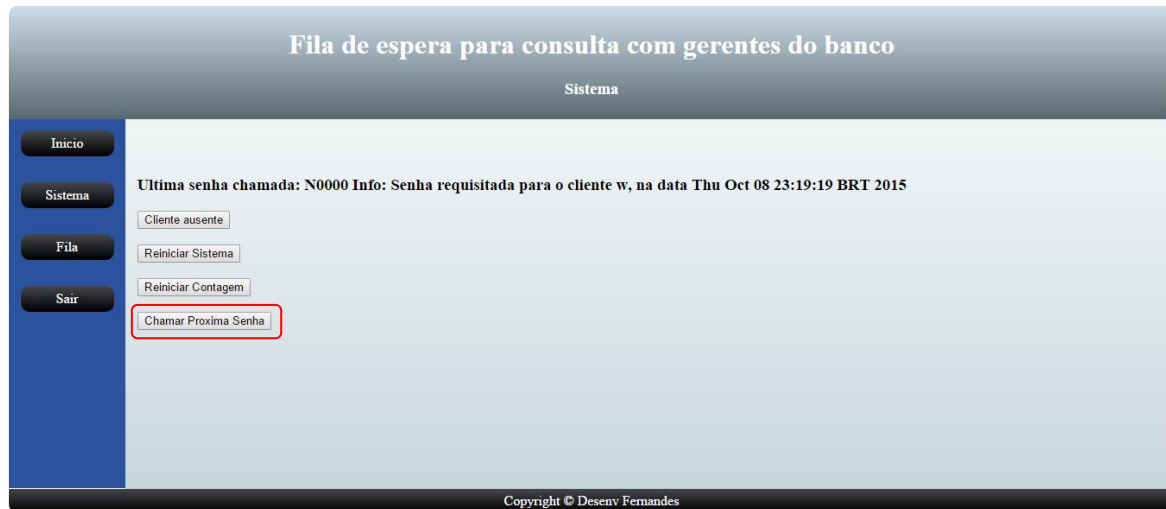 Fila de espera para consulta com gerentes do banco
Sistema
Inicio
Sistema
Fila
Sair
Ultima senha chamada: N0000 Info: Senha requisitada para o cliente w, na data Thu Oct 08 23:19:19 BRT 2015
Cliente ausente
Reiniciar Sistema
Reiniciar Contagem
Chamar Proxima Senha
Copyright © Desenv Fernandes